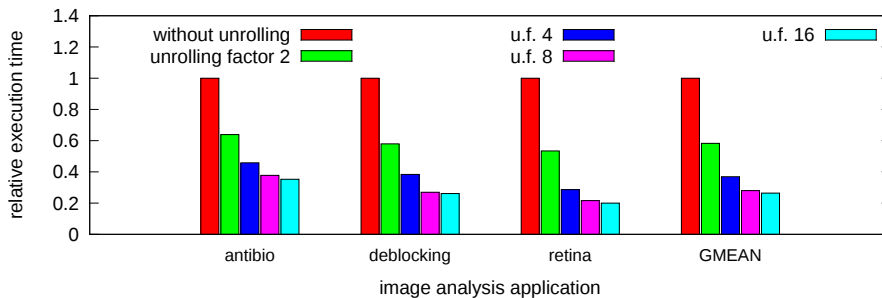 relative execution time
1.4
1.2
1
0.8
0.6
0.4
0.2
0
without unrolling
unrolling factor 2
u.f. 4
u.f. 8
u.f. 16
antibio
deblocking
retina
GMEAN
image analysis application